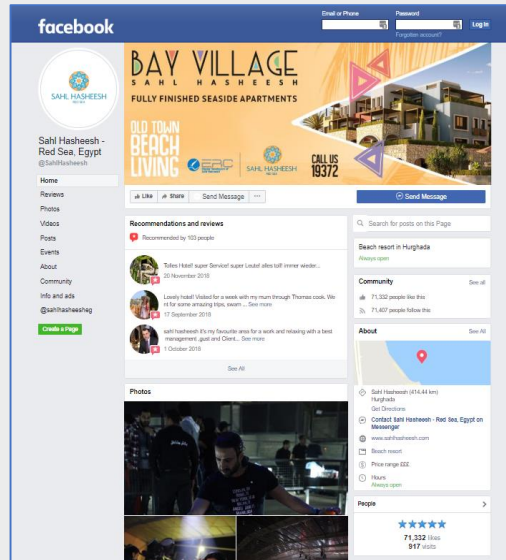 facebook
Email or Phone
Password
Log In
Forgotten account?
SAHL HASHEESH
BAY VILLAGE
SAHL HASHEESH
FULLY FINISHED SEASIDE APARTMENTS
OLD TOWN
BEACH
LIVING
ERC
SAHL HASHEESH
CALL US
19372
Sahl Hasheesh -
Red Sea, Egypt
@SahlHasheesh
Home
Reviews
Photos
Videos
Posts
Events
About
Community
Info and ads
@sahlhasheesheg
Create a Page
Like
Share
Send Message
Send Message
Recommendations and reviews
Recommended by 103 people
Tolles Hotel! super Service! super Leute! alles toll! immer wieder...
20 November 2018
Lovely hotel! Visited for a week with my mum through Thomas cook. We
nt for some amazing trips, swam ... See more
17 September 2018
sahl hasheesh it's my favourite area for a work and relaxing with a best
management ,gust and Client... See more
1 October 2018
See All
Photos
Search for posts on this Page
Beach resort in Hurghada
Always open
Community
See all
71,332 people like this
71,407 people follow this
About
See All
Sahl Hasheesh (414.44 km)
Hurghada
Get Directions
Contact Sahl Hasheesh - Red Sea, Egypt on
Messenger
www.sahlhasheesh.com
Beach resort
Price range £££
Hours
Always open
People
71,332 likes
917 visits